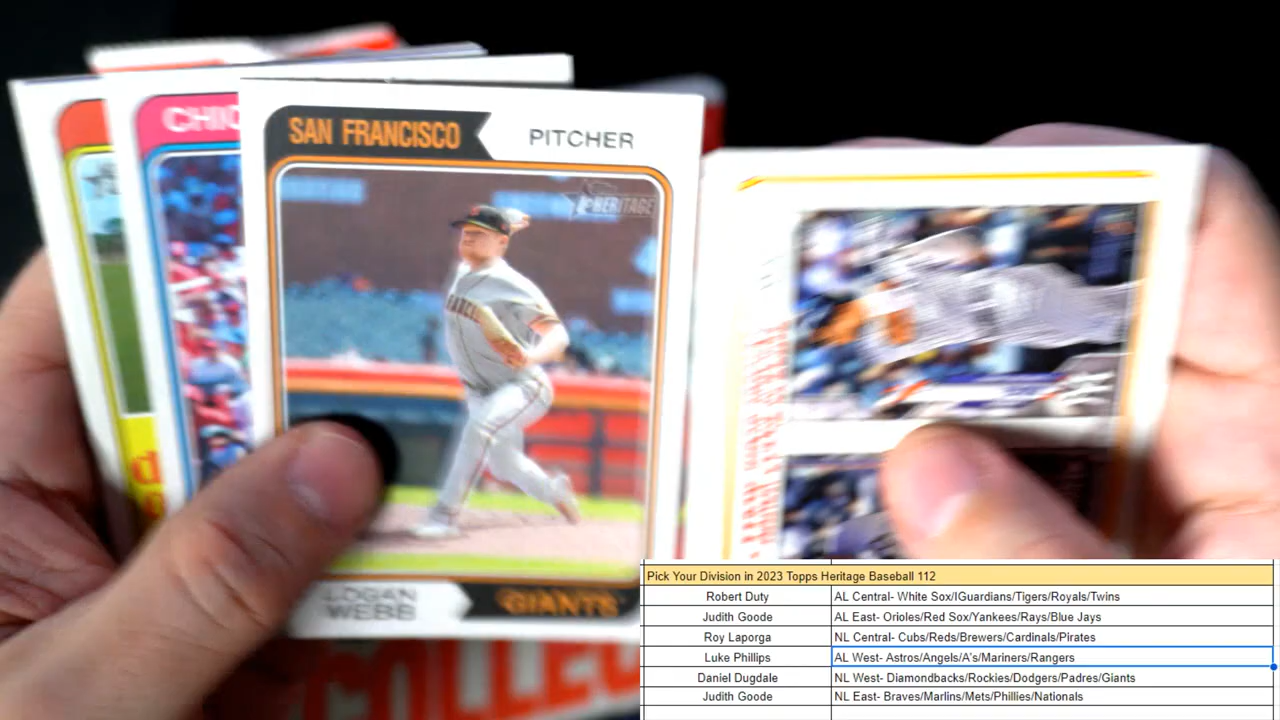 CHIC
SAN FRANCISCO
PITCHER
HERITAGE
LOGAN
WEBB
GIANTS
Pick Your Division in 2023 Topps Heritage Baseball 112
Robert Duty AL Central- White Sox/IGuardians/Tigers/Royals/Twins
Judith Goode AL East- Orioles/Red Sox/Yankees/Rays/Blue Jays
Roy Laporga NL Central- Cubs/Reds/Brewers/Cardinals/Pirates
Luke Phillips AL West- Astros/Angels/A's/Mariners/Rangers
Daniel Dugdale NL West- Diamondbacks/Rockies/Dodgers/Padres/Giants
Judith Goode NL East- Braves/Marlins/Mets/Phillies/Nationals